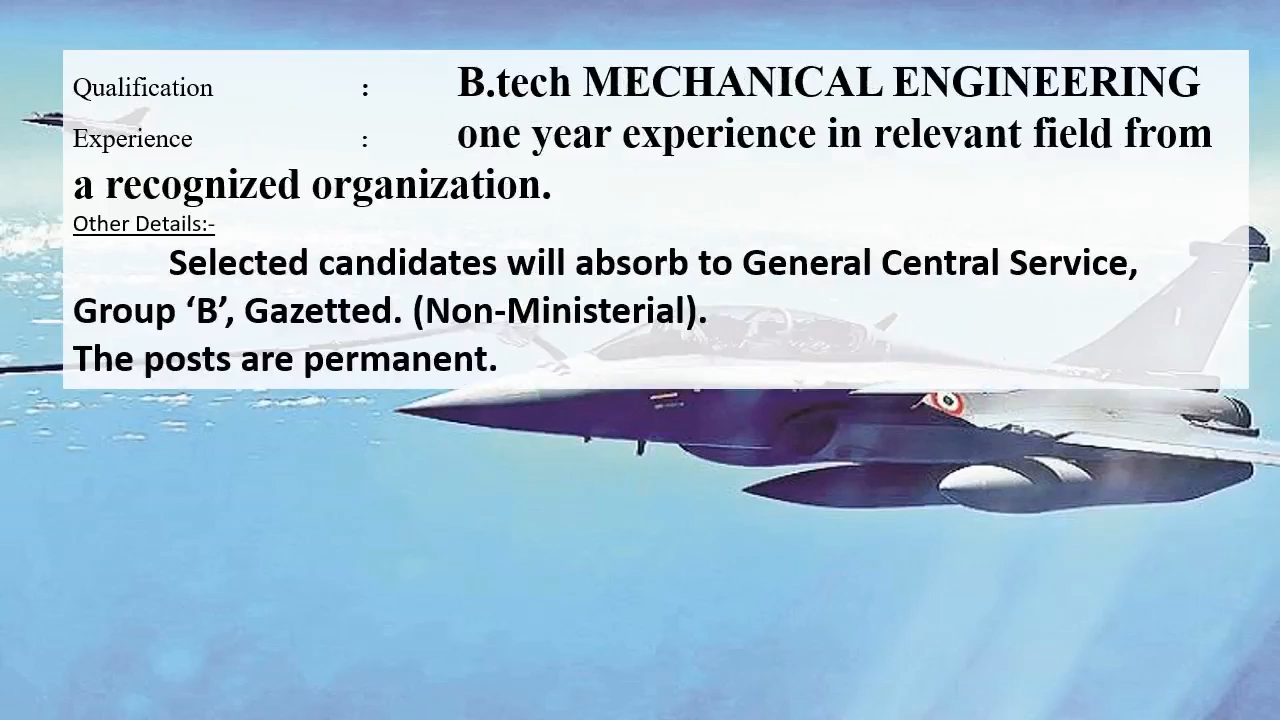 Qualification : B.tech MECHANICAL ENGINEERING
Experience : one year experience in relevant field from
a recognized organization.
Other Details:-
Selected candidates will absorb to General Central Service,
Group ‘B’, Gazetted. (Non-Ministerial).
The posts are permanent.